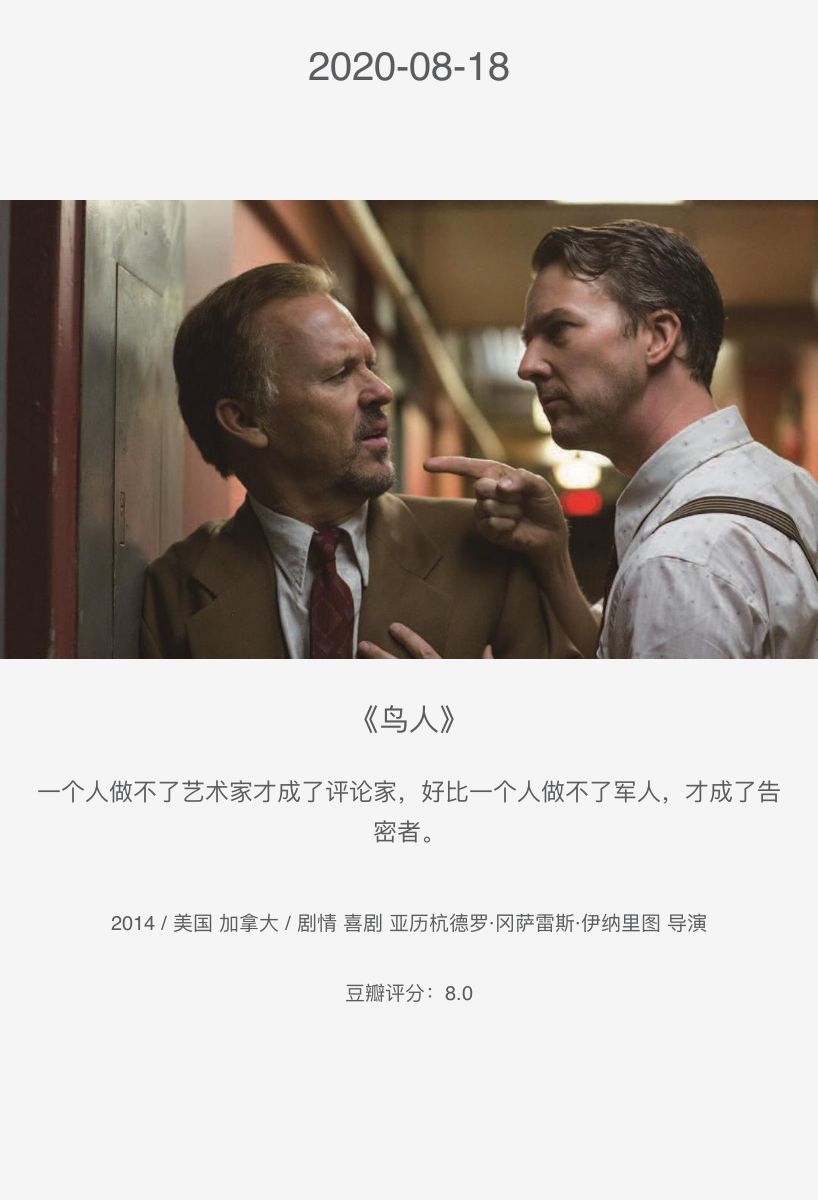 2020-08-18
《鸟人》
一个人做不了艺术家才成了评论家，好比一个人做不了军人，才成了告
密者。
2014 / 美国 加拿大 / 剧情 喜剧 亚历杭德罗·冈萨雷斯·伊纳里图 导演
豆瓣评分：8.0